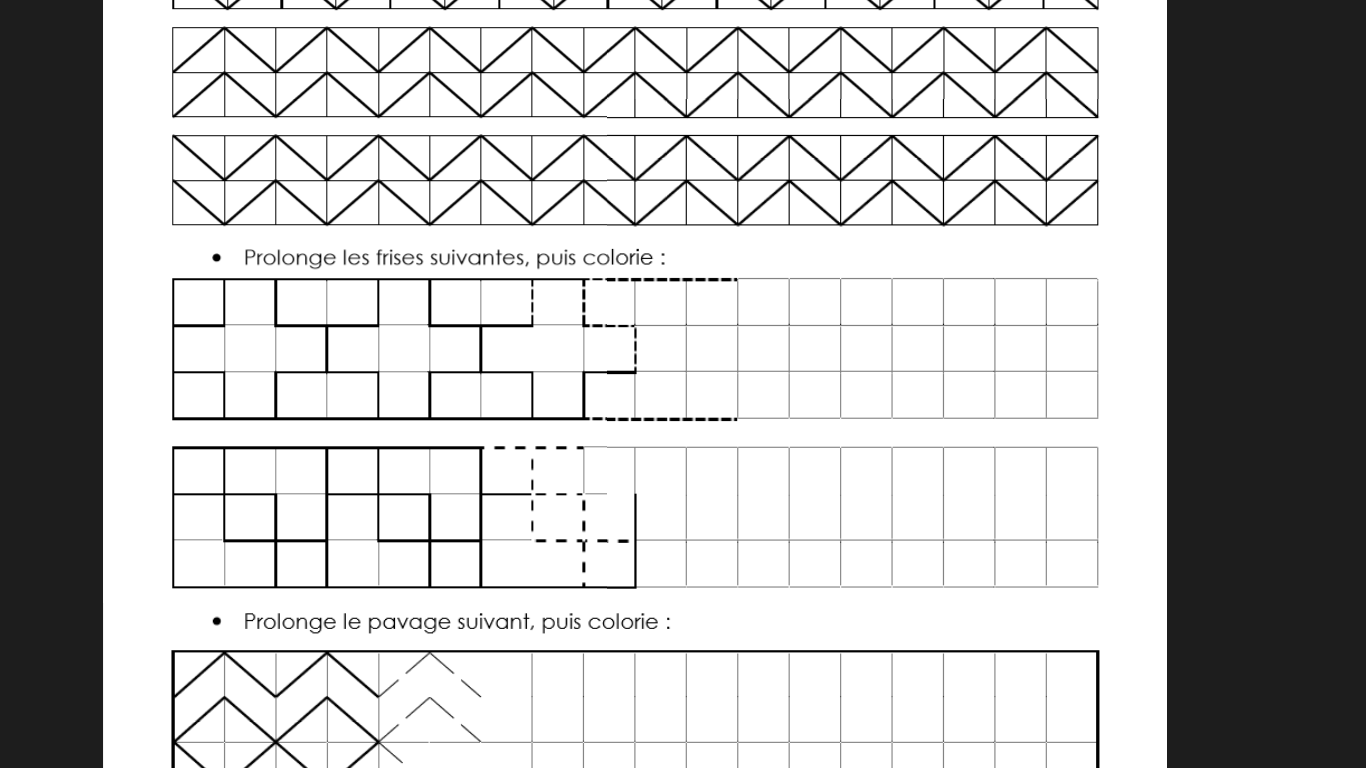 • Prolonge les frises suivantes, puis colorie :
• Prolonge le pavage suivant, puis colorie :